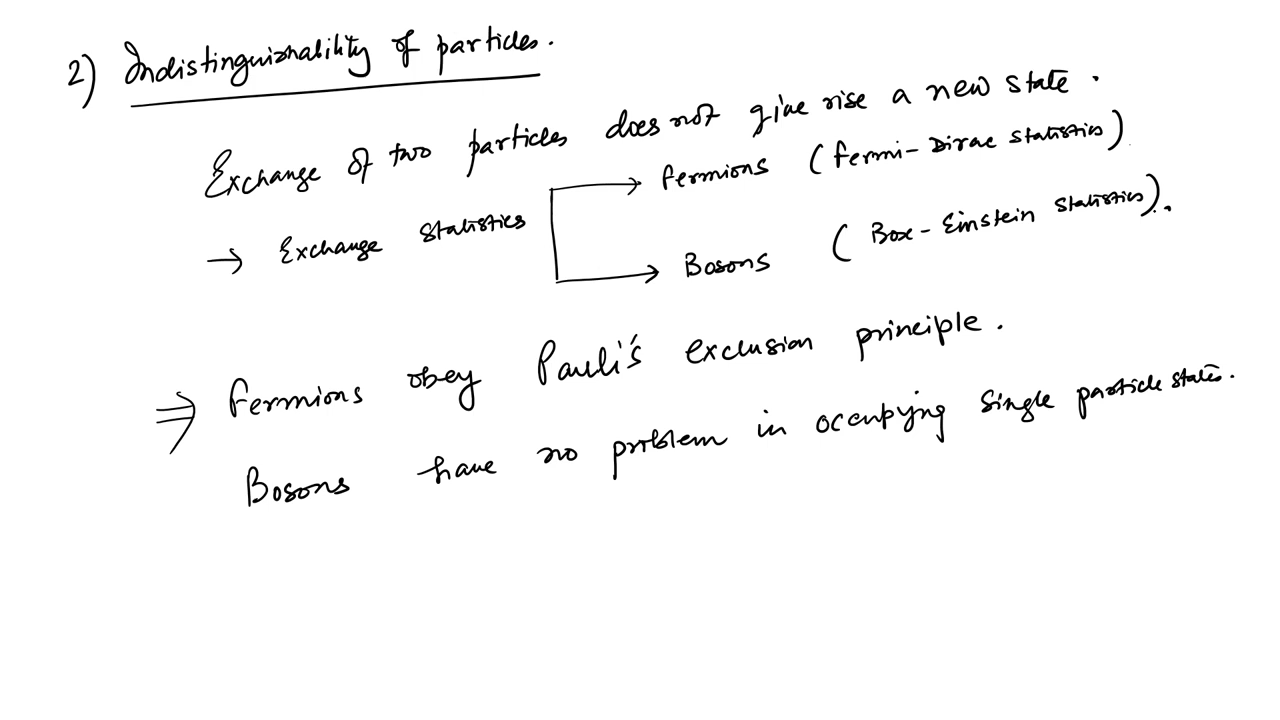 2) Indistinguishability of particles.
Exchange of two particles does not give rise a new state.
→ Exchange statistics
→ fermions (fermi-Dirac statistics)
→ Bosons (Box-Einstein statistics).
⇒ fermions obey Pauli's exclusion principle.
Bosons have no problem in occupying single particle states.